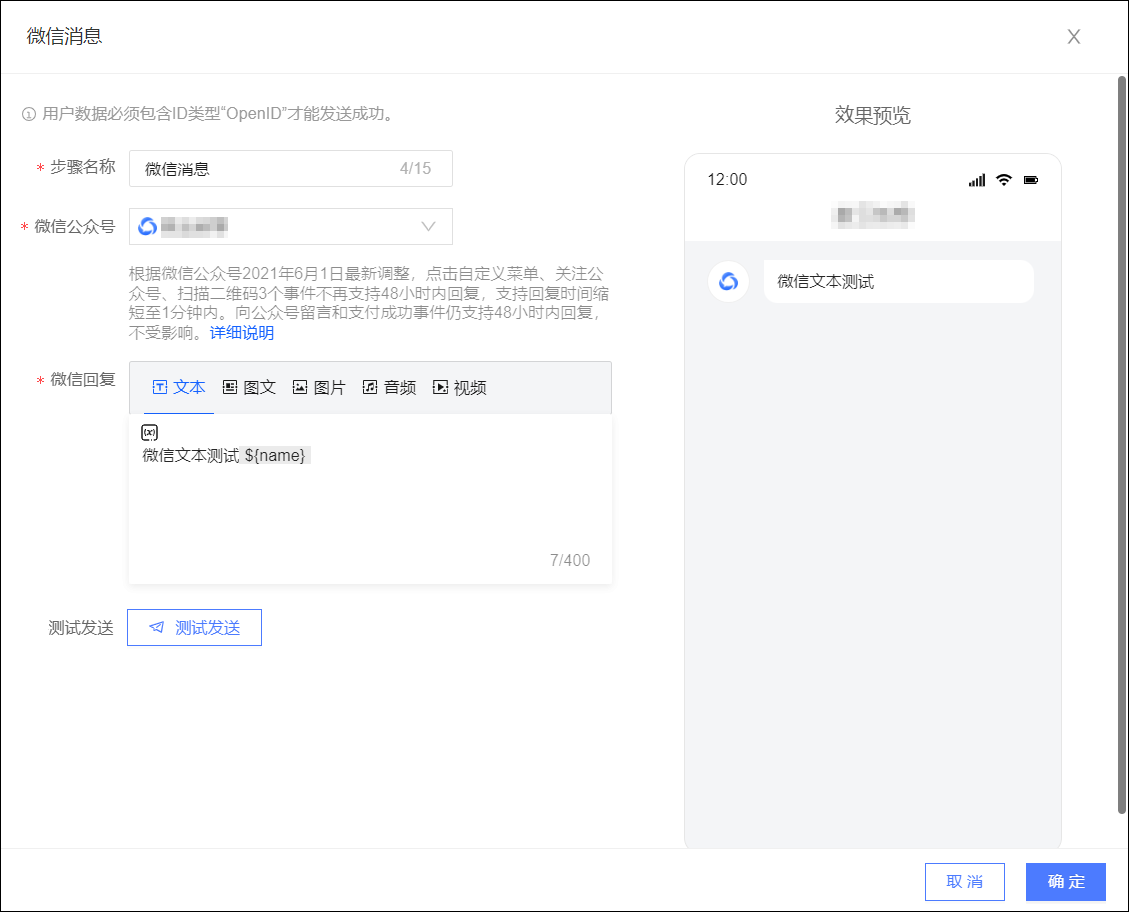 微信消息
X
用户数据必须包含ID类型“OpenID”才能发送成功。
* 步骤名称
微信消息
4/15
* 微信公众号
根据微信公众号2021年6月1日最新调整，点击自定义菜单、关注公
众号、扫描二维码3个事件不再支持48小时内回复，支持回复时间缩
短至1分钟内。向公众号留言和支付成功事件仍支持48小时内回复，
不受影响。详细说明
* 微信回复
文本 图文 图片 音频 视频
微信文本测试 ${name}
7/400
测试发送
测试发送
效果预览
12:00
微信文本测试
取 消
确 定